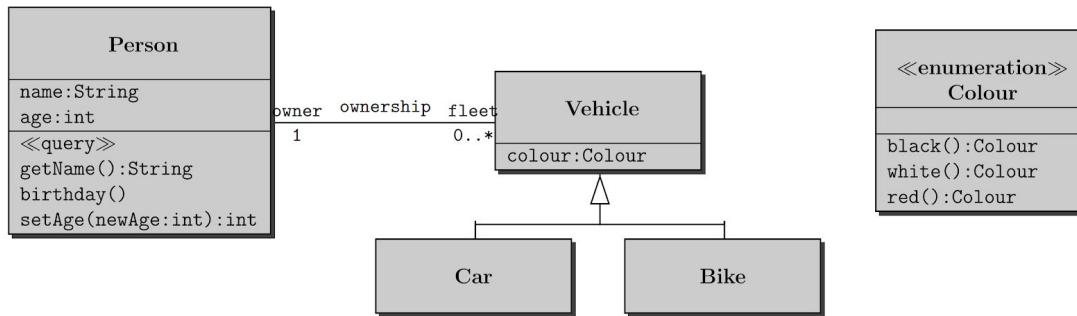 Person
name:String
age:int
≪query≫
getName():String
birthday()
setAge(newAge:int):int
owner
ownership
fleet
1
0..*
Vehicle
colour:Colour
Car
Bike
≪enumeration≫
Colour
black():Colour
white():Colour
red():Colour